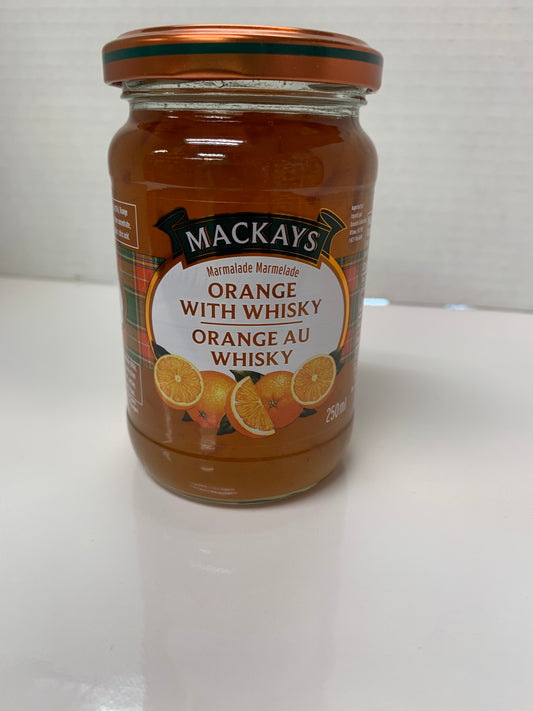 MACKAYS
Marmalade Marmelade
ORANGE
WITH WHISKY
ORANGE AU
WHISKY
250ml